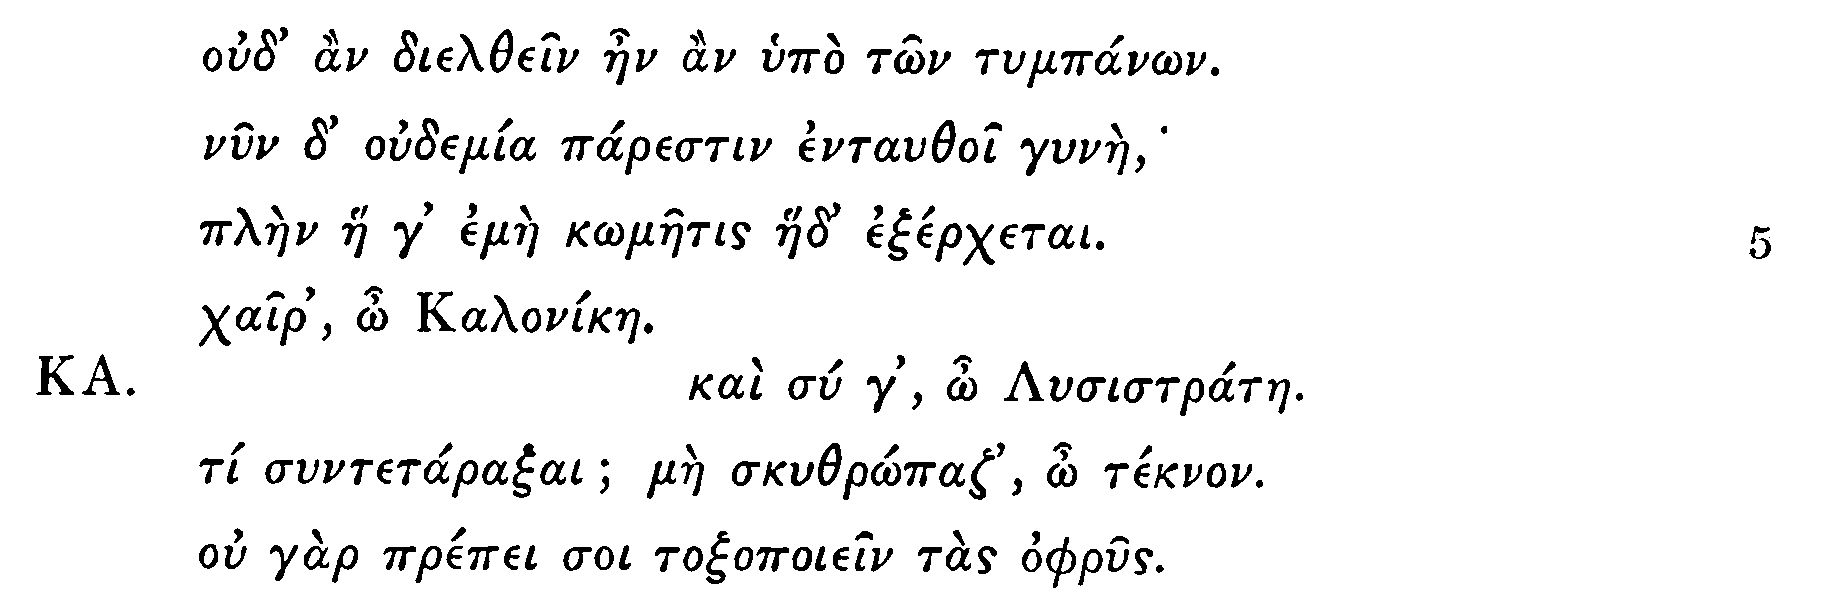 οὐδ’ ἂν διελθεῖν ἦν ἂν ὑπὸ τῶν τυμπάνων.
νῦν δ’ οὐδεμία πάρεστιν ἐνταυθοῖ γυνὴ,
πλὴν ἥ γ’ ἐμὴ κωμῆτις ἥδ’ ἐξέρχεται. 5
χαῖρ’, ὦ Καλονίκη.
ΚΑ. καὶ σύ γ’, ὦ Λυσιστράτη.
τί συντετάραξαι ; μὴ σκυθρώπαζ’, ὦ τέκνον.
οὐ γὰρ πρέπει σοι τοξοποιεῖν τὰς ὀφρῦς.